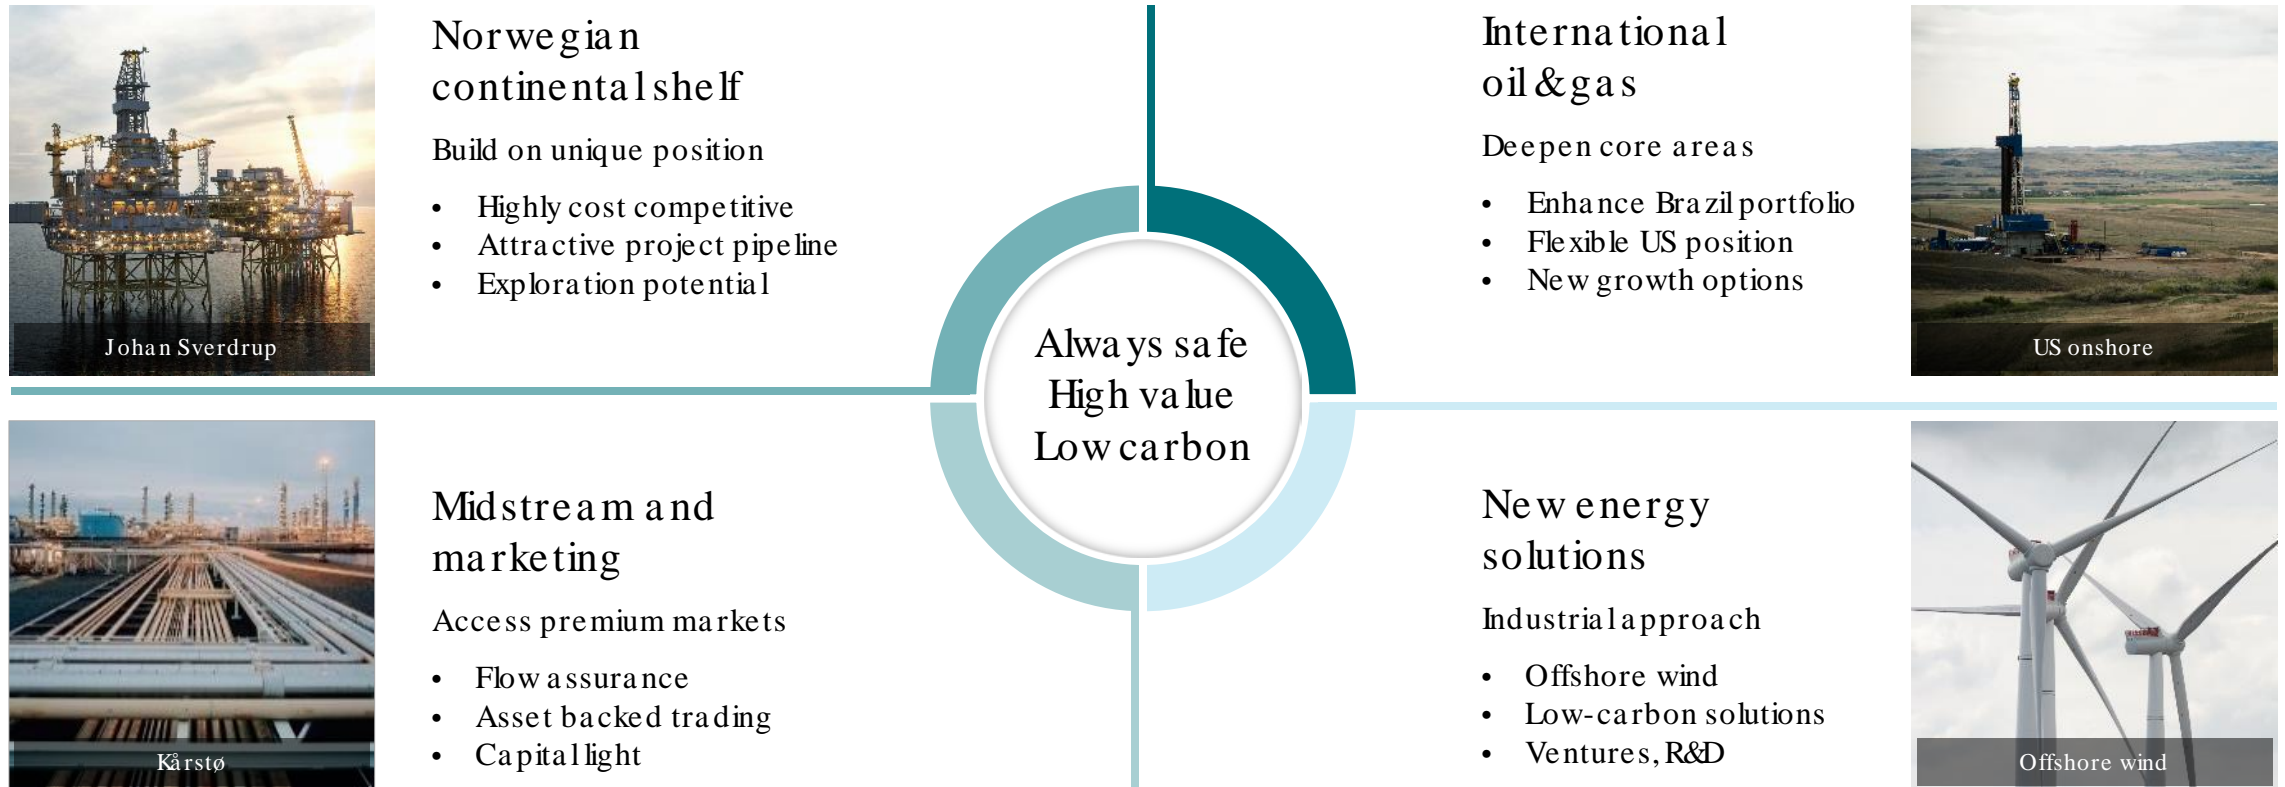 Norwegian
continental shelf
Build on unique position
• Highly cost competitive
• Attractive project pipeline
• Exploration potential
Johan Sverdrup
International
oil & gas
Deepen core areas
• Enhance Brazil portfolio
• Flexible US position
• New growth options
US onshore
Always safe
High value
Low carbon
Midstream and
marketing
Access premium markets
• Flow assurance
• Asset backed trading
• Capital light
Kårstø
New energy
solutions
Industrial approach
• Offshore wind
• Low-carbon solutions
• Ventures, R&D
Offshore wind